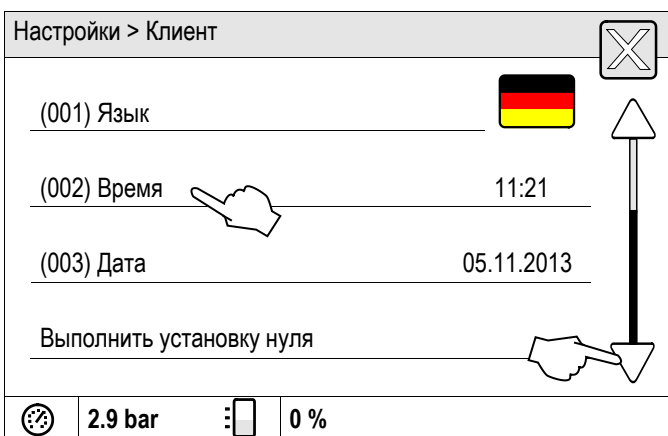 Настройки > Клиент
(001) Язык
(002) Время 11:21
(003) Дата 05.11.2013
Выполнить установку нуля
2.9 bar 0 %